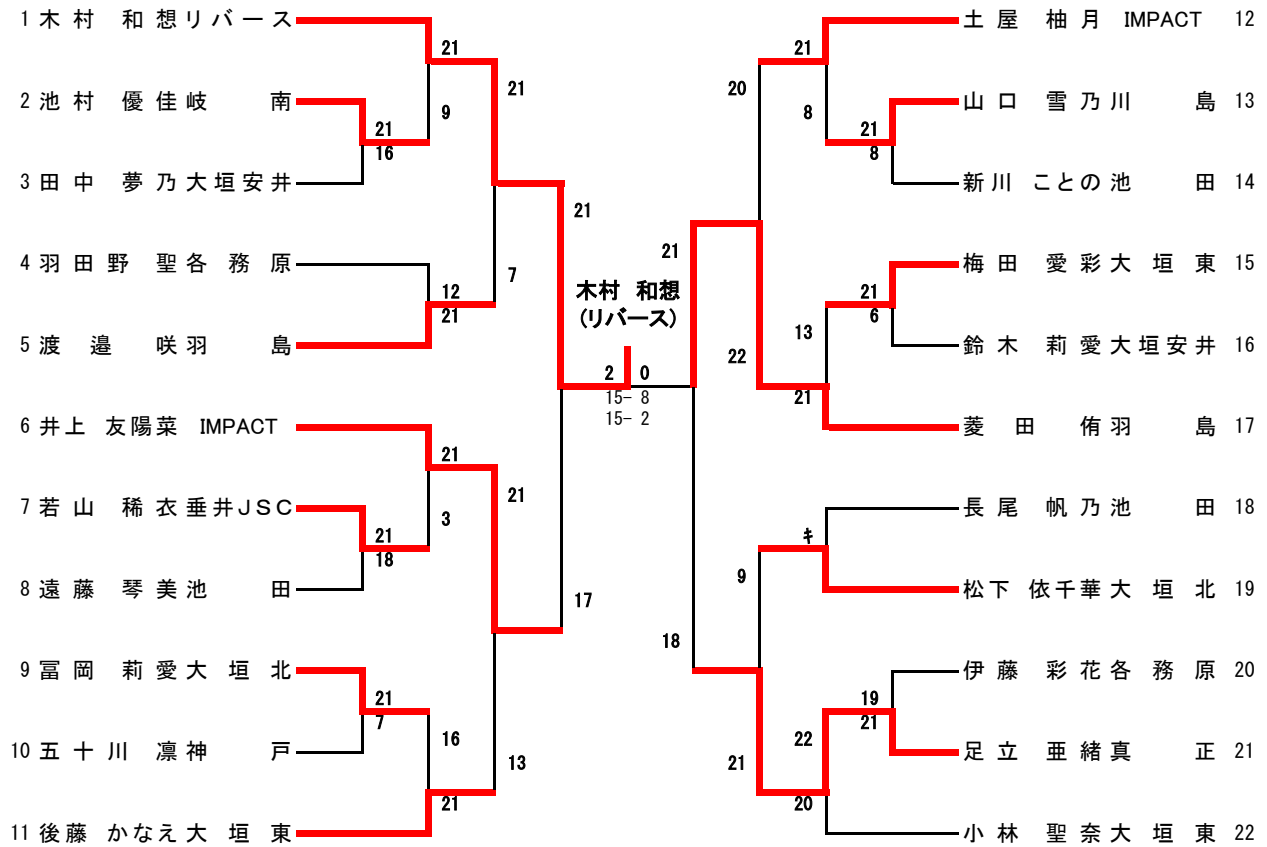 1 木村 和想 リバース
21
21
2 池村 優佳 岐南
9
21
16
3 田中 夢乃 大垣安井
21
4 羽田野 聖 各務原
7
12
21
5 渡邉 咲 羽島
6 井上 友陽菜 IMPACT
21
21
7 若山 稀衣 垂井JSC
3
21
18
8 遠藤 琴美 池田
17
9 冨岡 莉愛 大垣北
21
7
16
10 五十川 凛 神戸
13
21
11 後藤 かなえ 大垣東
木村 和想
(リバース)
2 0
15- 8
15- 2
土屋 柚月 IMPACT 12
21
20
山口 雪乃 川島 13
8
21
8
新川 ことの 池田 14
21
梅田 愛彩 大垣東 15
21
6
13
鈴木 莉愛 大垣安井 16
22
21
菱田 侑 羽島 17
長尾 帆乃 池田 18
キ
9
松下 依千華 大垣北 19
18
伊藤 彩花 各務原 20
19
21
22
足立 亜緒 真正 21
21
20
小林 聖奈 大垣東 22